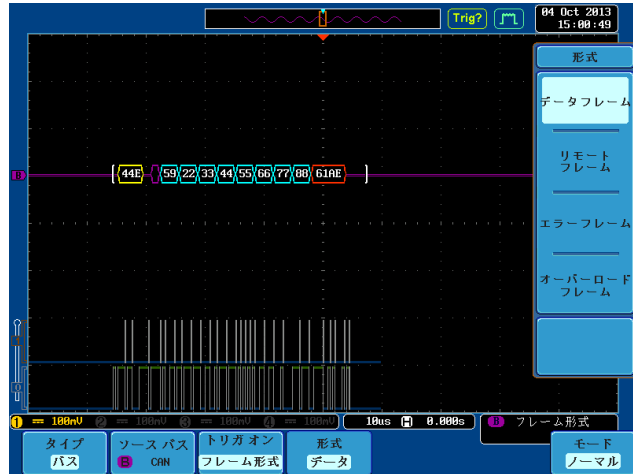 Trig?
04 Oct 2013
15:00:49
形式
データフレーム
リモート
フレーム
エラーフレーム
オーバーロード
フレーム
B
44E 59 22 33 44 55 66 77 88 61AE
1 100mV 2 100mV 3 100mV 4 100mV 10us H 0.000s B フレーム形式
タイプ
バス
ソース バス
B CAN
トリガ オン
フレーム形式
形式
データ
モード
ノーマル